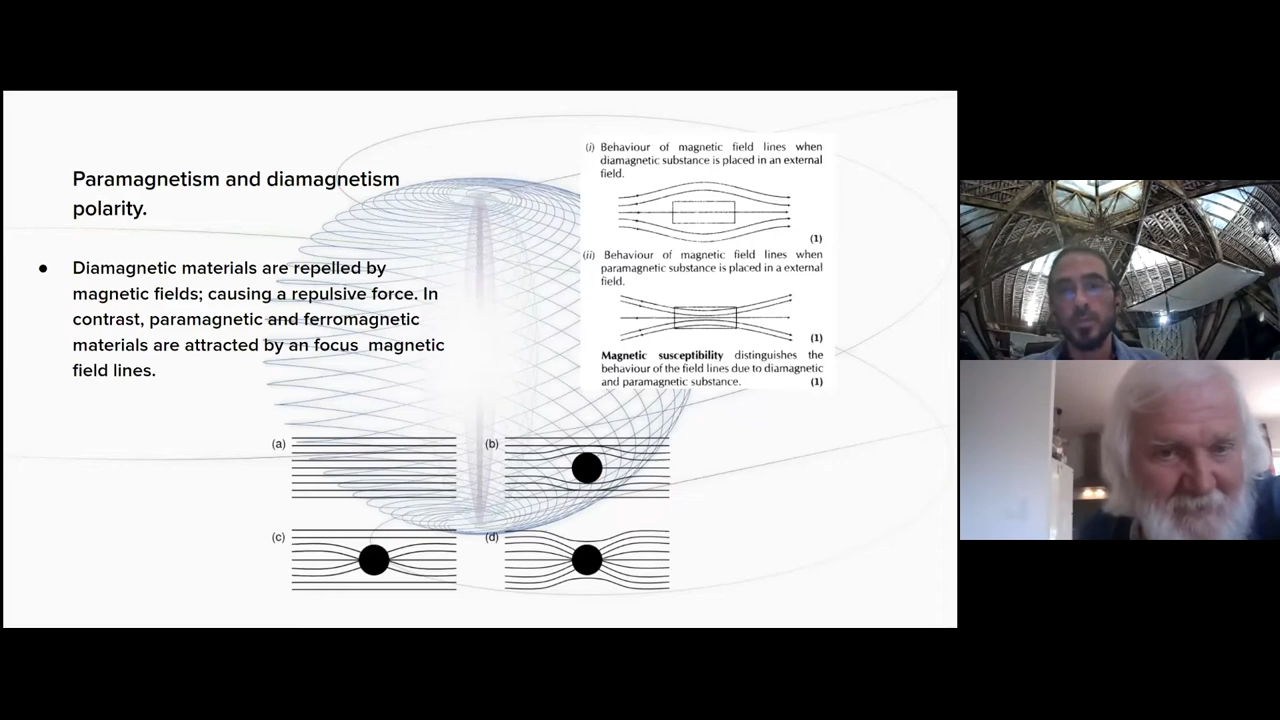 Paramagnetism and diamagnetism
polarity.
● Diamagnetic materials are repelled by
magnetic fields; causing a repulsive force. In
contrast, paramagnetic and ferromagnetic
materials are attracted by an focus magnetic
field lines.
(i) Behaviour of magnetic field lines when
diamagnetic substance is placed in an external
field.
(1)
(ii) Behaviour of magnetic field lines when
paramagnetic substance is placed in a external
field.
(1)
Magnetic susceptibility distinguishes the
behaviour of the field lines due to diamagnetic
and paramagnetic substance. (1)
(a)
(b)
(c)
(d)